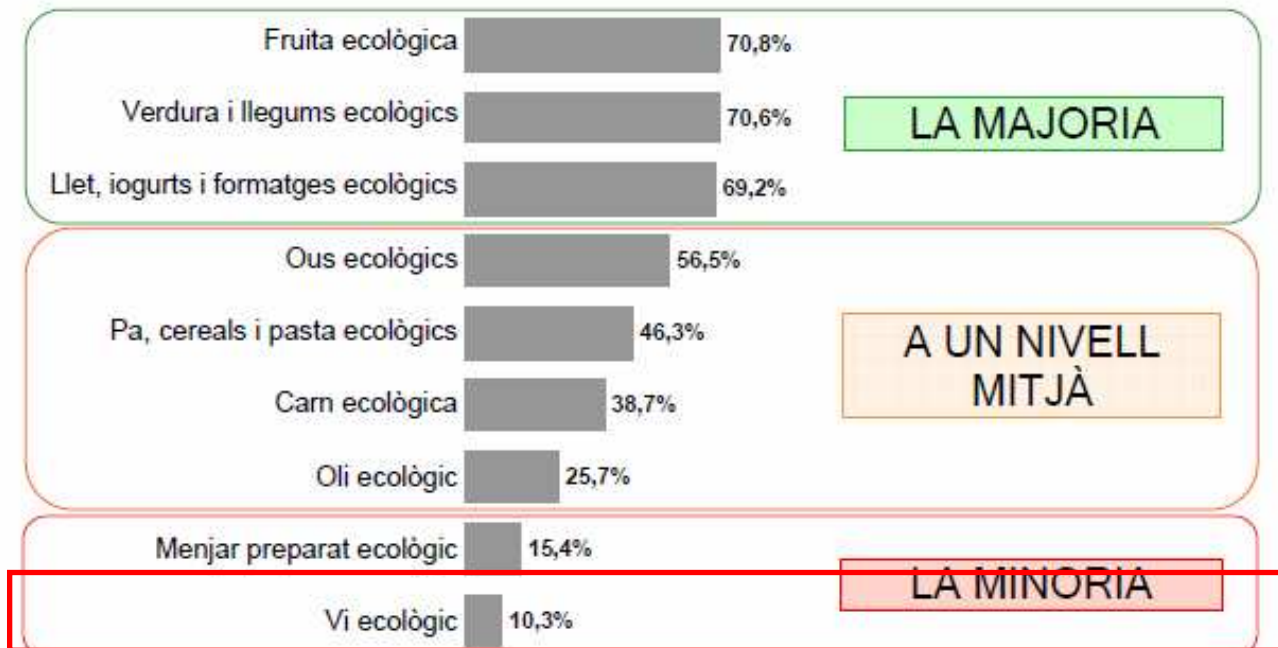 Fruita ecològica 70,8%
Verdura i llegums ecològics 70,6%
LA MAJORIA
Llet, iogurts i formatges ecològics 69,2%
Ous ecològics 56,5%
Pa, cereals i pasta ecològics 46,3%
A UN NIVELL
MITJÀ
Carn ecològica 38,7%
Oli ecològic 25,7%
Menjar preparat ecològic 15,4%
LA MINORIA
Vi ecològic 10,3%